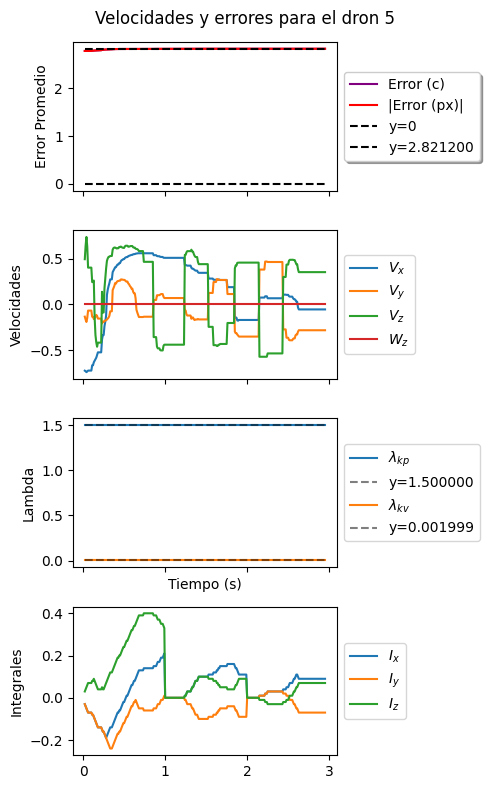 Velocidades y errores para el dron 5
Error Promedio
2
1
0
Error (c)
|Error (px)|
y=0
y=2.821200
Velocidades
0.5
0.0
−0.5
V_x
V_y
V_z
W_z
Lambda
1.5
1.0
0.5
0.0
λ_kp
y=1.500000
λ_kv
y=0.001999
Tiempo (s)
Integrales
0.4
0.2
0.0
−0.2
I_x
I_y
I_z
0 1 2 3